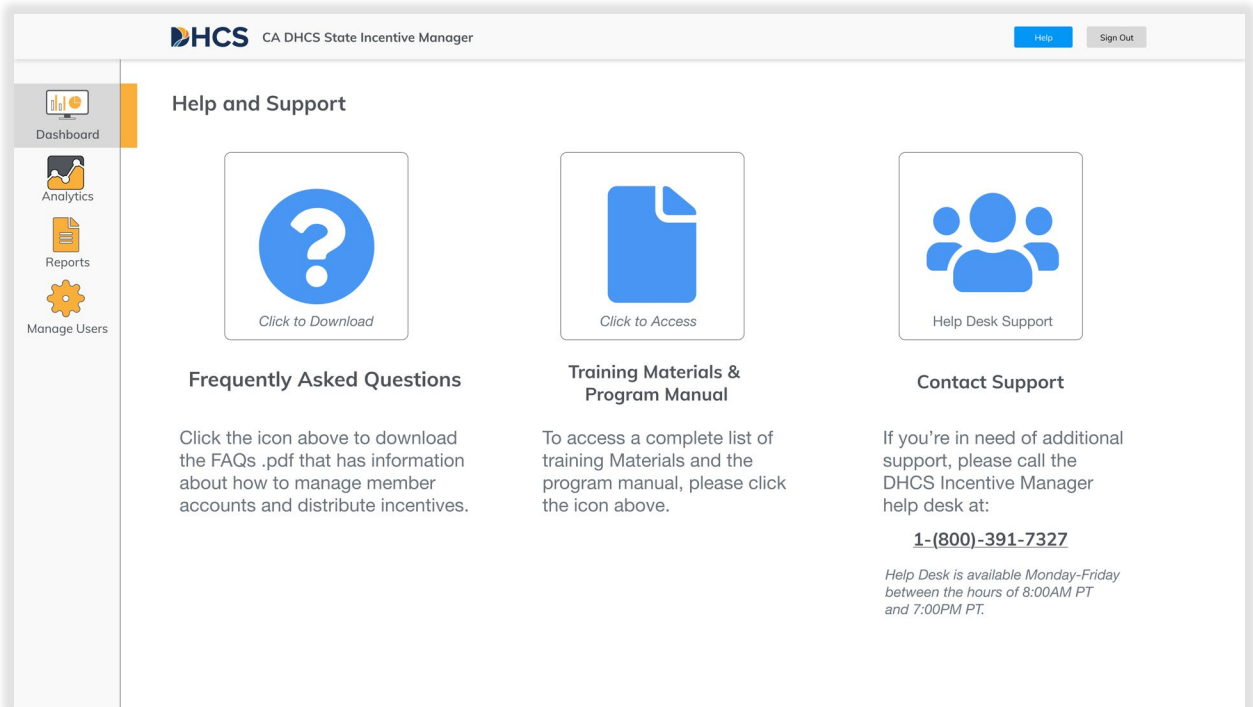 DHCS CA DHCS State Incentive Manager
Help
Sign Out
Dashboard
Analytics
Reports
Manage Users
Help and Support
Click to Download
Frequently Asked Questions
Click the icon above to download
the FAQs .pdf that has information
about how to manage member
accounts and distribute incentives.
Click to Access
Training Materials &
Program Manual
To access a complete list of
training Materials and the
program manual, please click
the icon above.
Help Desk Support
Contact Support
If you're in need of additional
support, please call the
DHCS Incentive Manager
help desk at:
1-(800)-391-7327
Help Desk is available Monday-Friday
between the hours of 8:00AM PT
and 7:00PM PT.